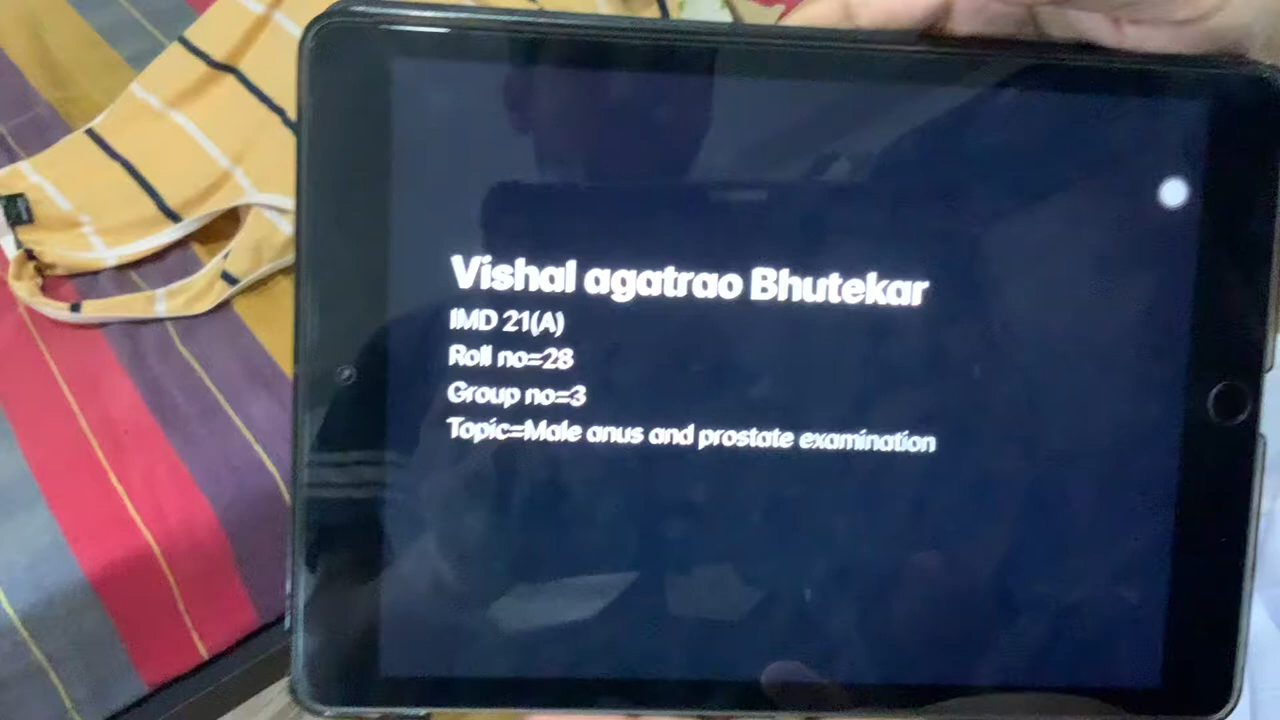 Vishal agatrao Bhutekar
IMD 21(A)
Roll no=28
Group no=3
Topic=Male anus and prostate examination